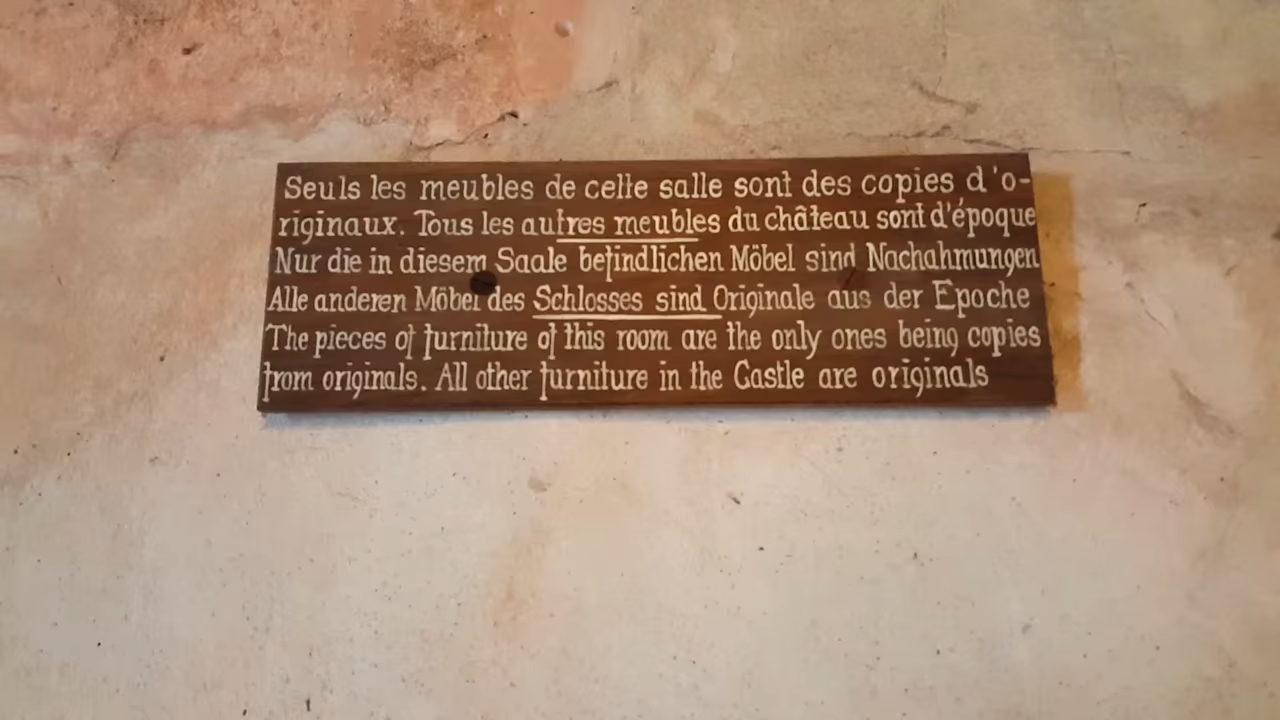 Seuls les meubles de cette salle sont des copies d'o-
riginaux. Tous les autres meubles du château sont d'époque
Nur die in diesem Saale befindlichen Möbel sind Nachahmungen
Alle anderen Möbel des Schlosses sind Originale aus der Epoche
The pieces of furniture of this room are the only ones being copies
from originals. All other furniture in the Castle are originals